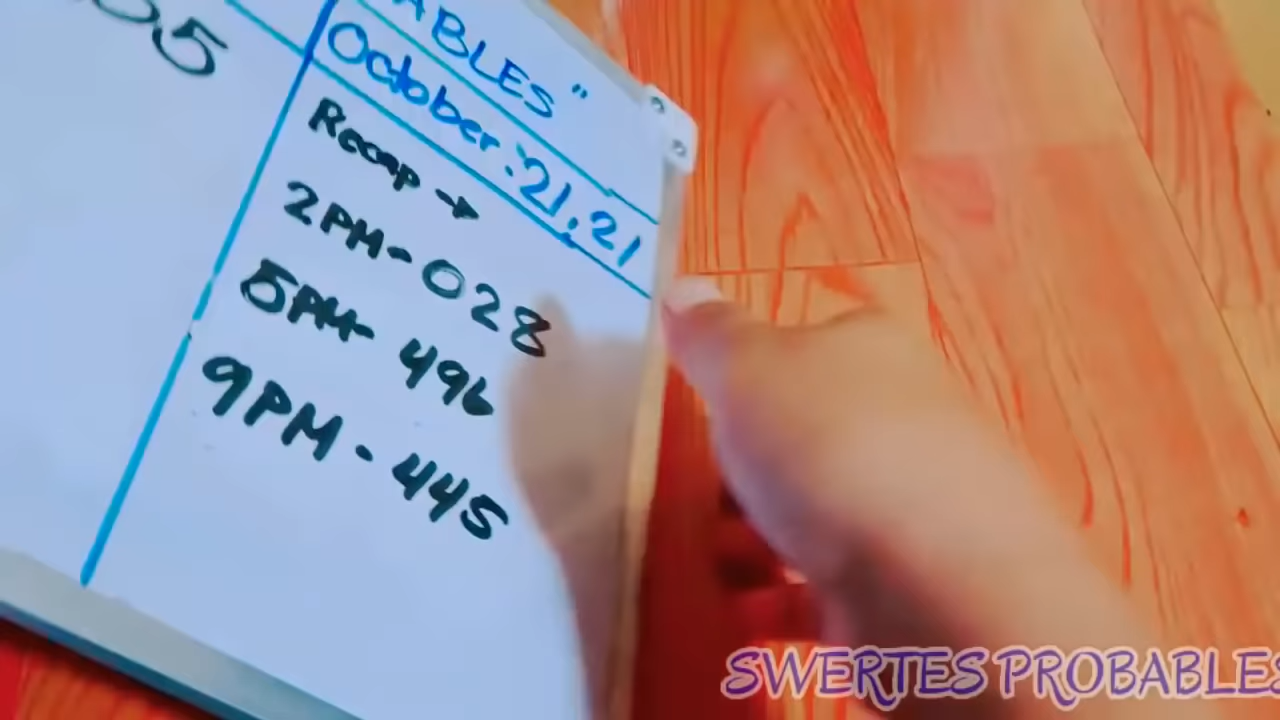 ABLES"
October 21, 21
Recap →
2PM - 028
5PM - 496
9PM - 445
SWERTES PROBABLES